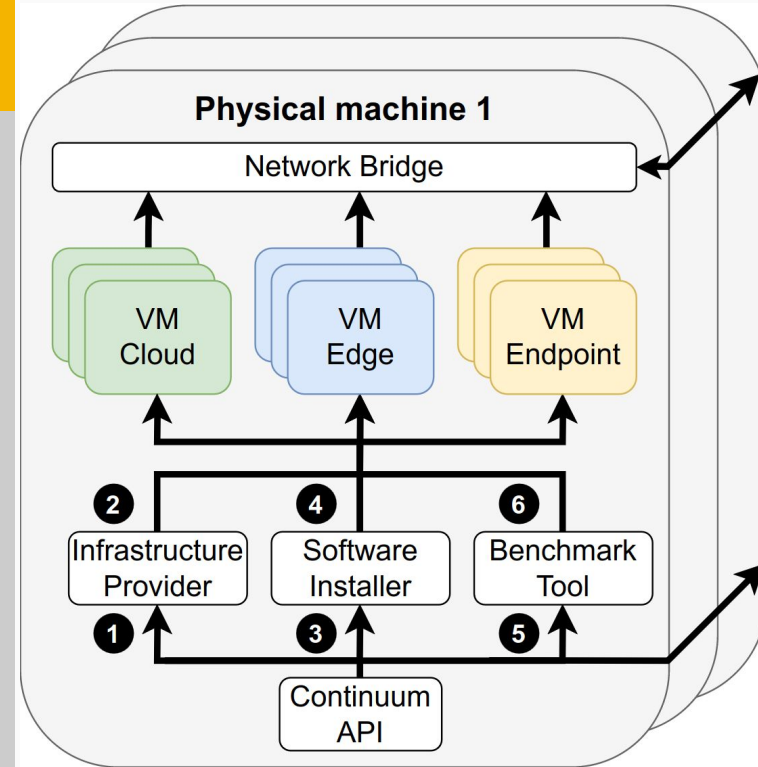 Physical machine 1
Network Bridge
VM
Cloud
VM
Edge
VM
Endpoint
2
4
6
Infrastructure
Provider
Software
Installer
Benchmark
Tool
1
3
5
Continuum
API